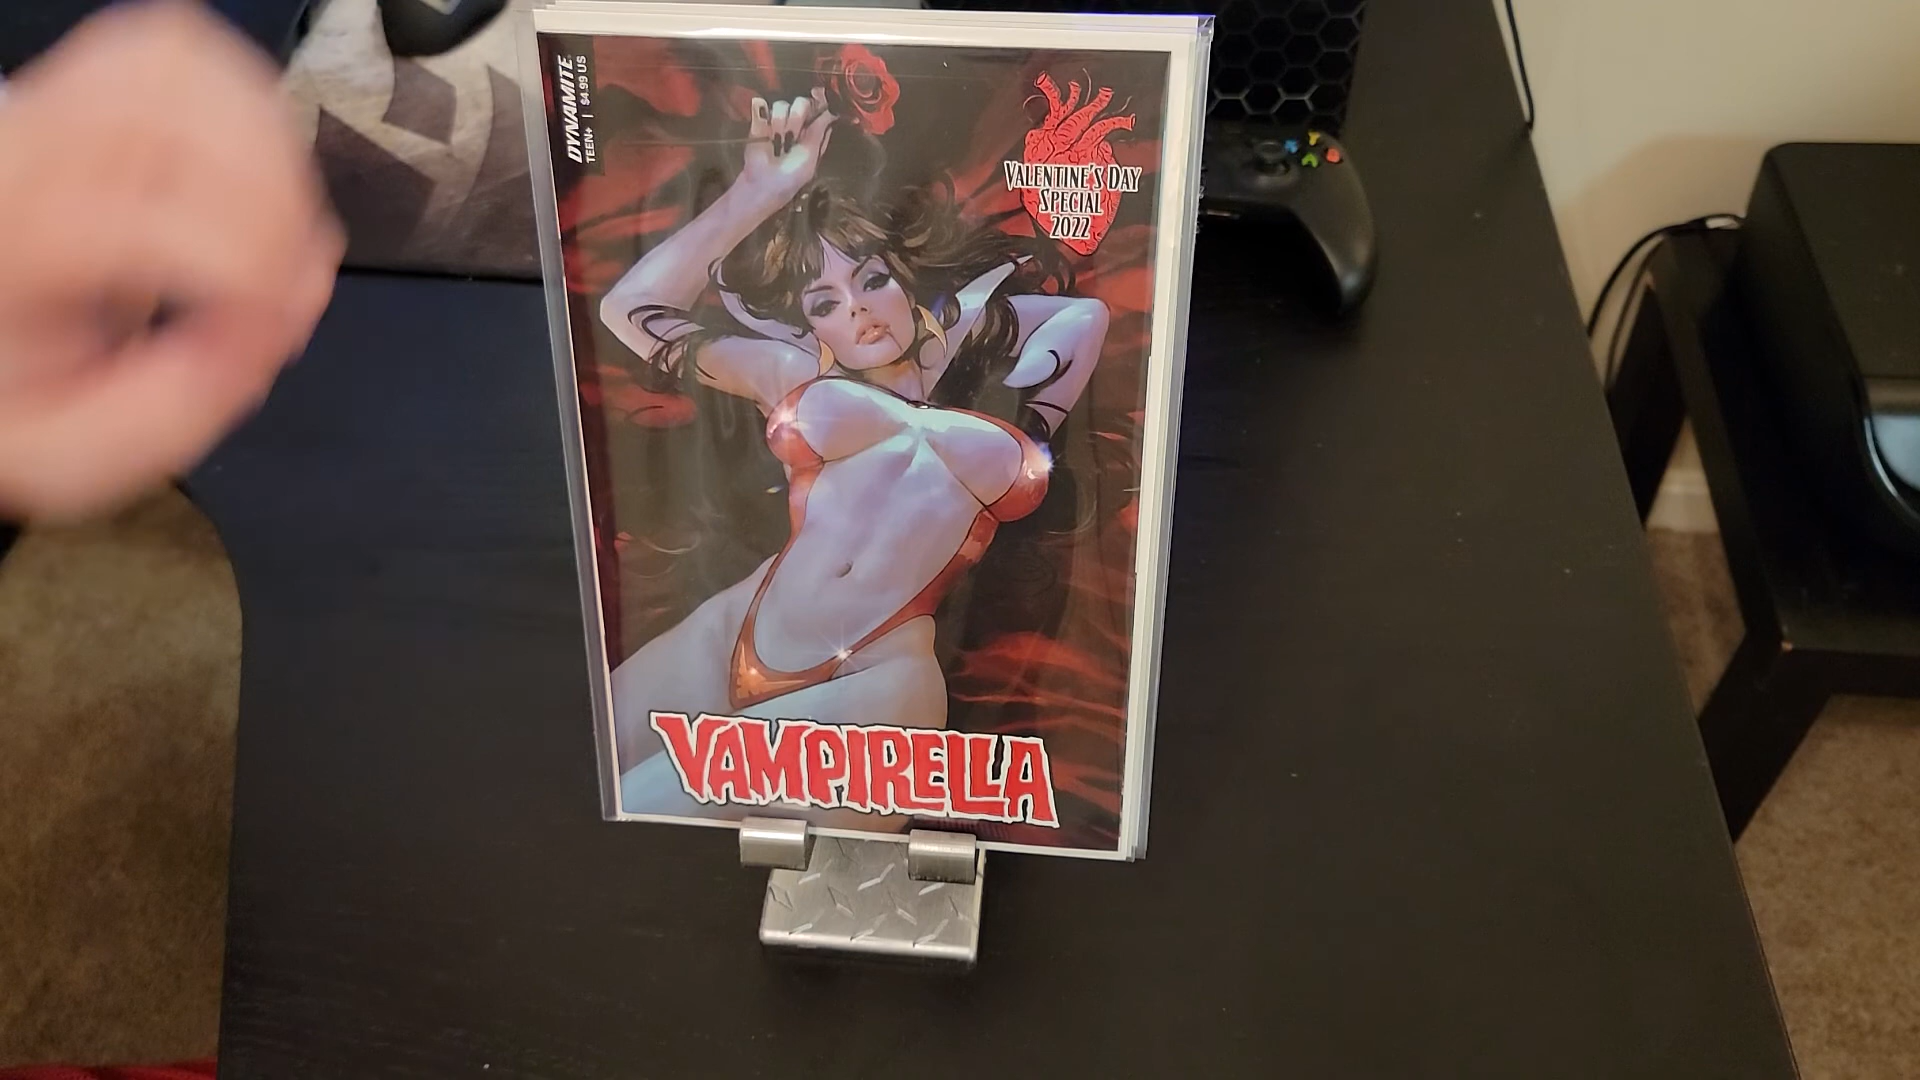 DYNAMITE
TEEN+ | $4.99 US
VALENTINE'S DAY
SPECIAL
2022
VAMPIRELLA